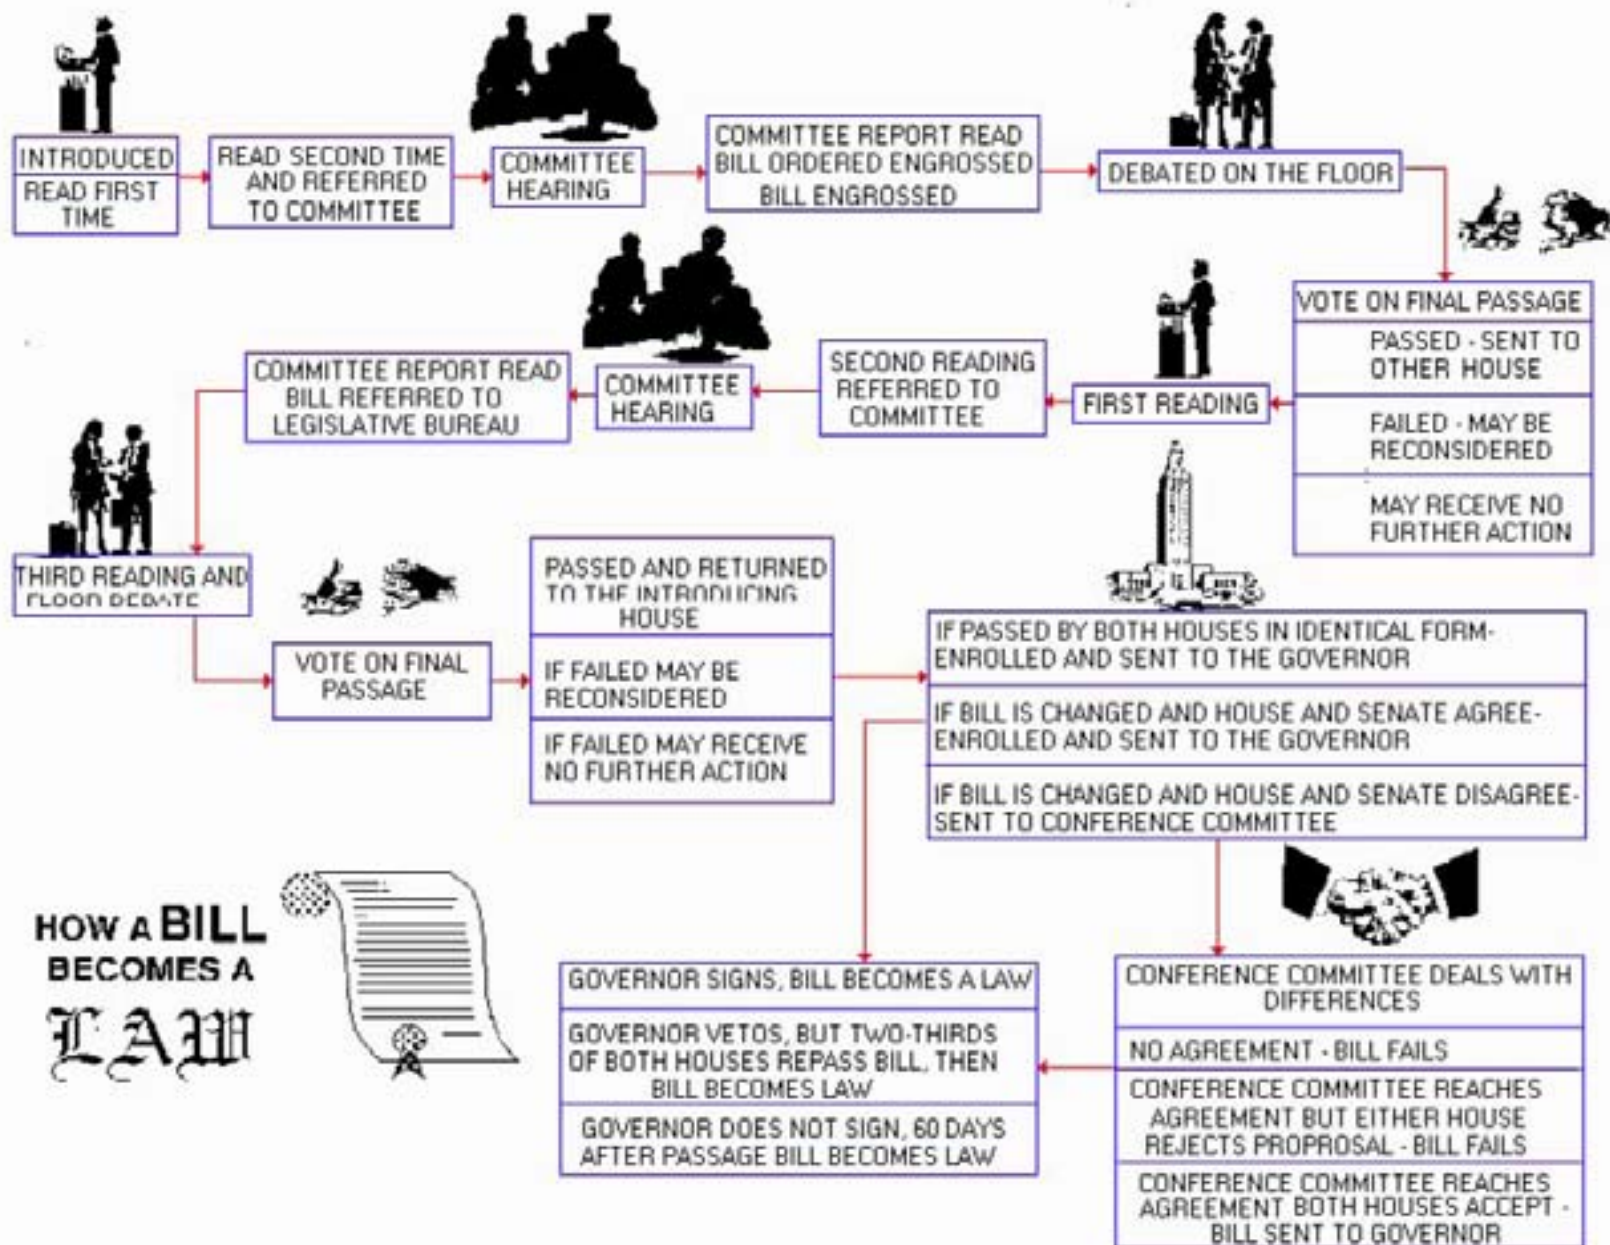 INTRODUCED
READ FIRST
TIME
READ SECOND TIME
AND REFERRED
TO COMMITTEE
COMMITTEE
HEARING
COMMITTEE REPORT READ
BILL ORDERED ENGROSSED
BILL ENGROSSED
DEBATED ON THE FLOOR
VOTE ON FINAL PASSAGE
PASSED - SENT TO
OTHER HOUSE
FAILED - MAY BE
RECONSIDERED
MAY RECEIVE NO
FURTHER ACTION
FIRST READING
SECOND READING
REFERRED TO
COMMITTEE
COMMITTEE
HEARING
COMMITTEE REPORT READ
BILL REFERRED TO
LEGISLATIVE BUREAU
THIRD READING AND
FLOOR DEBATE
VOTE ON FINAL
PASSAGE
PASSED AND RETURNED
TO THE INTRODUCING
HOUSE
IF FAILED MAY BE
RECONSIDERED
IF FAILED MAY RECEIVE
NO FURTHER ACTION
IF PASSED BY BOTH HOUSES IN IDENTICAL FORM-
ENROLLED AND SENT TO THE GOVERNOR
IF BILL IS CHANGED AND HOUSE AND SENATE AGREE-
ENROLLED AND SENT TO THE GOVERNOR
IF BILL IS CHANGED AND HOUSE AND SENATE DISAGREE-
SENT TO CONFERENCE COMMITTEE
CONFERENCE COMMITTEE DEALS WITH
DIFFERENCES
NO AGREEMENT - BILL FAILS
CONFERENCE COMMITTEE REACHES
AGREEMENT BUT EITHER HOUSE
REJECTS PROPROSAL - BILL FAILS
CONFERENCE COMMITTEE REACHES
AGREEMENT BOTH HOUSES ACCEPT -
BILL SENT TO GOVERNOR
GOVERNOR SIGNS, BILL BECOMES A LAW
GOVERNOR VETOS, BUT TWO-THIRDS
OF BOTH HOUSES REPASS BILL, THEN
BILL BECOMES LAW
GOVERNOR DOES NOT SIGN, 60 DAYS
AFTER PASSAGE BILL BECOMES LAW
HOW A BILL
BECOMES A
LAW